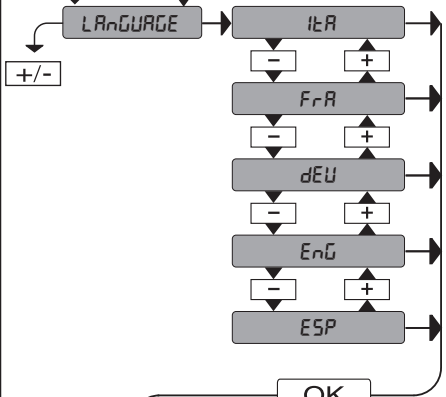 LAnGUAGE ItA
+/- - +
FrA
- +
dEU
- +
EnG
- +
ESP
OK